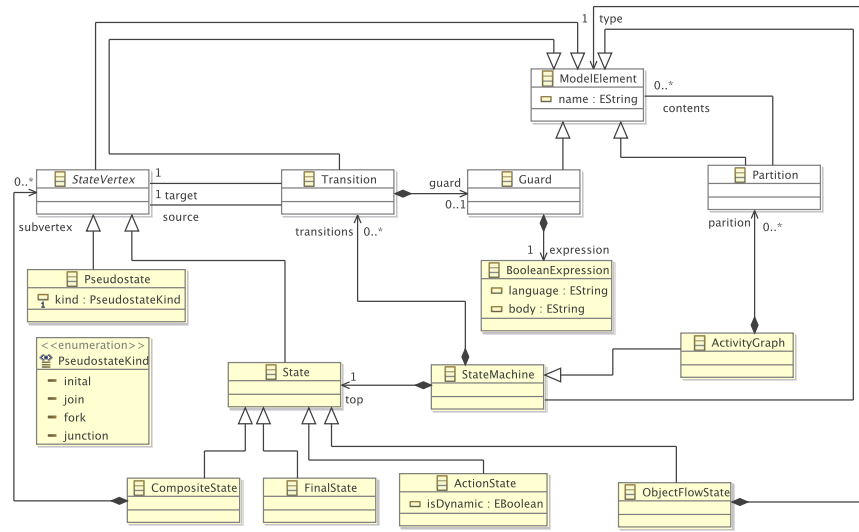 1
type
ModelElement
name : EString
0..*
contents
0..*
StateVertex
1
Transition
guard
Guard
Partition
1
target
0..1
subvertex
source
transitions
0..*
parition
0..*
1
expression
Pseudostate
BooleanExpression
kind : PseudostateKind
1
language : EString
body : EString
<<enumeration>>
PseudostateKind
ActivityGraph
inital
State
1
StateMachine
join
top
fork
junction
CompositeState
FinalState
ActionState
ObjectFlowState
isDynamic : EBoolean